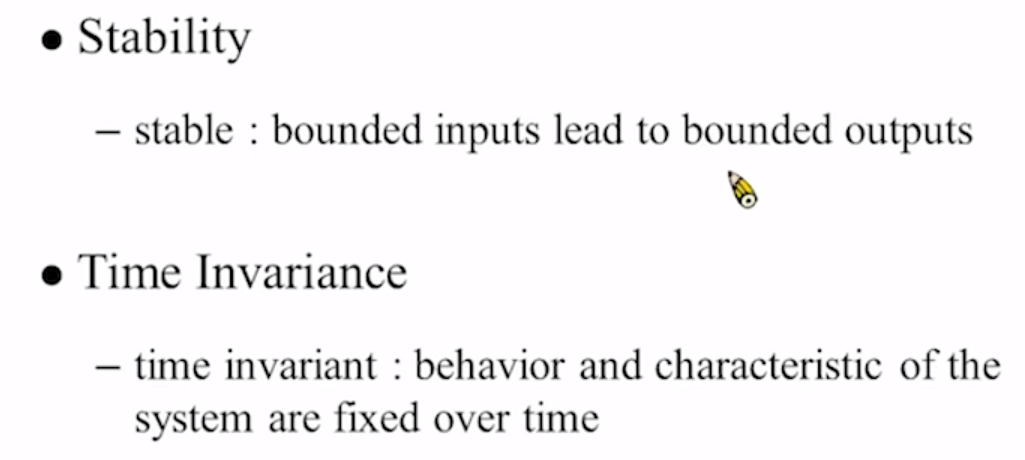 • Stability
– stable : bounded inputs lead to bounded outputs
• Time Invariance
– time invariant : behavior and characteristic of the
system are fixed over time